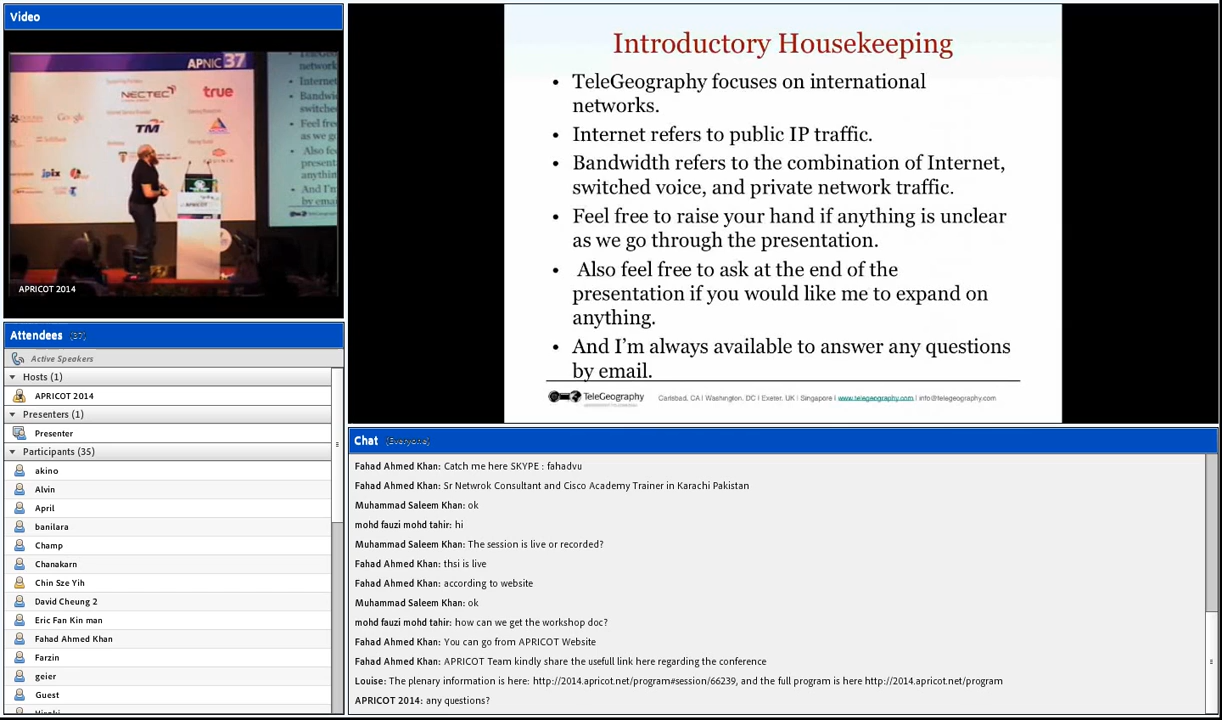 Video
APNIC 37
NECTEC
true
Google
TM
jpix
APRICOT
APRICOT 2014
Attendees (37)
Active Speakers
Hosts (1)
APRICOT 2014
Presenters (1)
Presenter
Participants (35)
akino
Alvin
April
banilara
Champ
Chanakarn
Chin Sze Yih
David Cheung 2
Eric Fan Kin man
Fahad Ahmed Khan
Farzin
geier
Guest
Introductory Housekeeping
• TeleGeography focuses on international
networks.
• Internet refers to public IP traffic.
• Bandwidth refers to the combination of Internet,
switched voice, and private network traffic.
• Feel free to raise your hand if anything is unclear
as we go through the presentation.
• Also feel free to ask at the end of the
presentation if you would like me to expand on
anything.
• And I'm always available to answer any questions
by email.
TeleGeography
Carlsbad, CA | Washington, DC | Exeter, UK | Singapore | www.telegeography.com | info@telegeography.com
Chat (Everyone)
Fahad Ahmed Khan: Catch me here SKYPE : fahadvu
Fahad Ahmed Khan: Sr Netwrok Consultant and Cisco Academy Trainer in Karachi Pakistan
Muhammad Saleem Khan: ok
mohd fauzi mohd tahir: hi
Muhammad Saleem Khan: The session is live or recorded?
Fahad Ahmed Khan: thsi is live
Fahad Ahmed Khan: according to website
Muhammad Saleem Khan: ok
mohd fauzi mohd tahir: how can we get the workshop doc?
Fahad Ahmed Khan: You can go from APRICOT Website
Fahad Ahmed Khan: APRICOT Team kindly share the usefull link here regarding the conference
Louise: The plenary information is here: http://2014.apricot.net/program#session/66239, and the full program is here http://2014.apricot.net/program
APRICOT 2014: any questions?